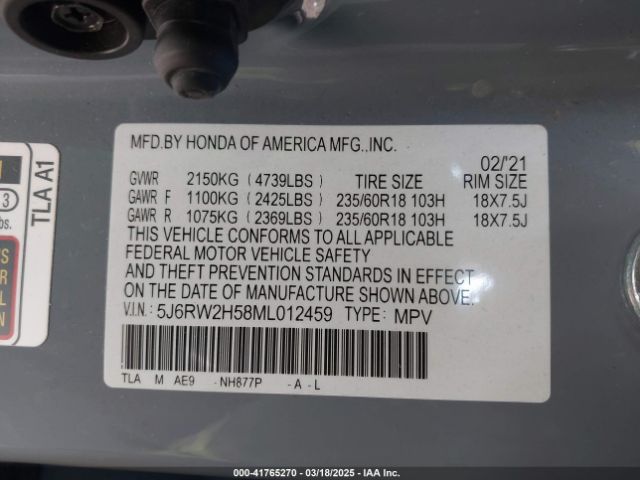 MFD.BY HONDA OF AMERICA MFG.,INC.
02/'21
GVWR 2150KG (4739LBS) TIRE SIZE RIM SIZE
GAWR F 1100KG (2425LBS) 235/60R18 103H 18X7.5J
GAWR R 1075KG (2369LBS) 235/60R18 103H 18X7.5J
THIS VEHICLE CONFORMS TO ALL APPLICABLE
FEDERAL MOTOR VEHICLE SAFETY
AND THEFT PREVENTION STANDARDS IN EFFECT
ON THE DATE OF MANUFACTURE SHOWN ABOVE.
V.I.N.: 5J6RW2H58ML012459 TYPE: MPV
TLA M AE9 -NH877P -A-L
TLA A1
3
bs.
'S
R
L
N
000-41765270 - 03/18/2025 - IAA Inc.